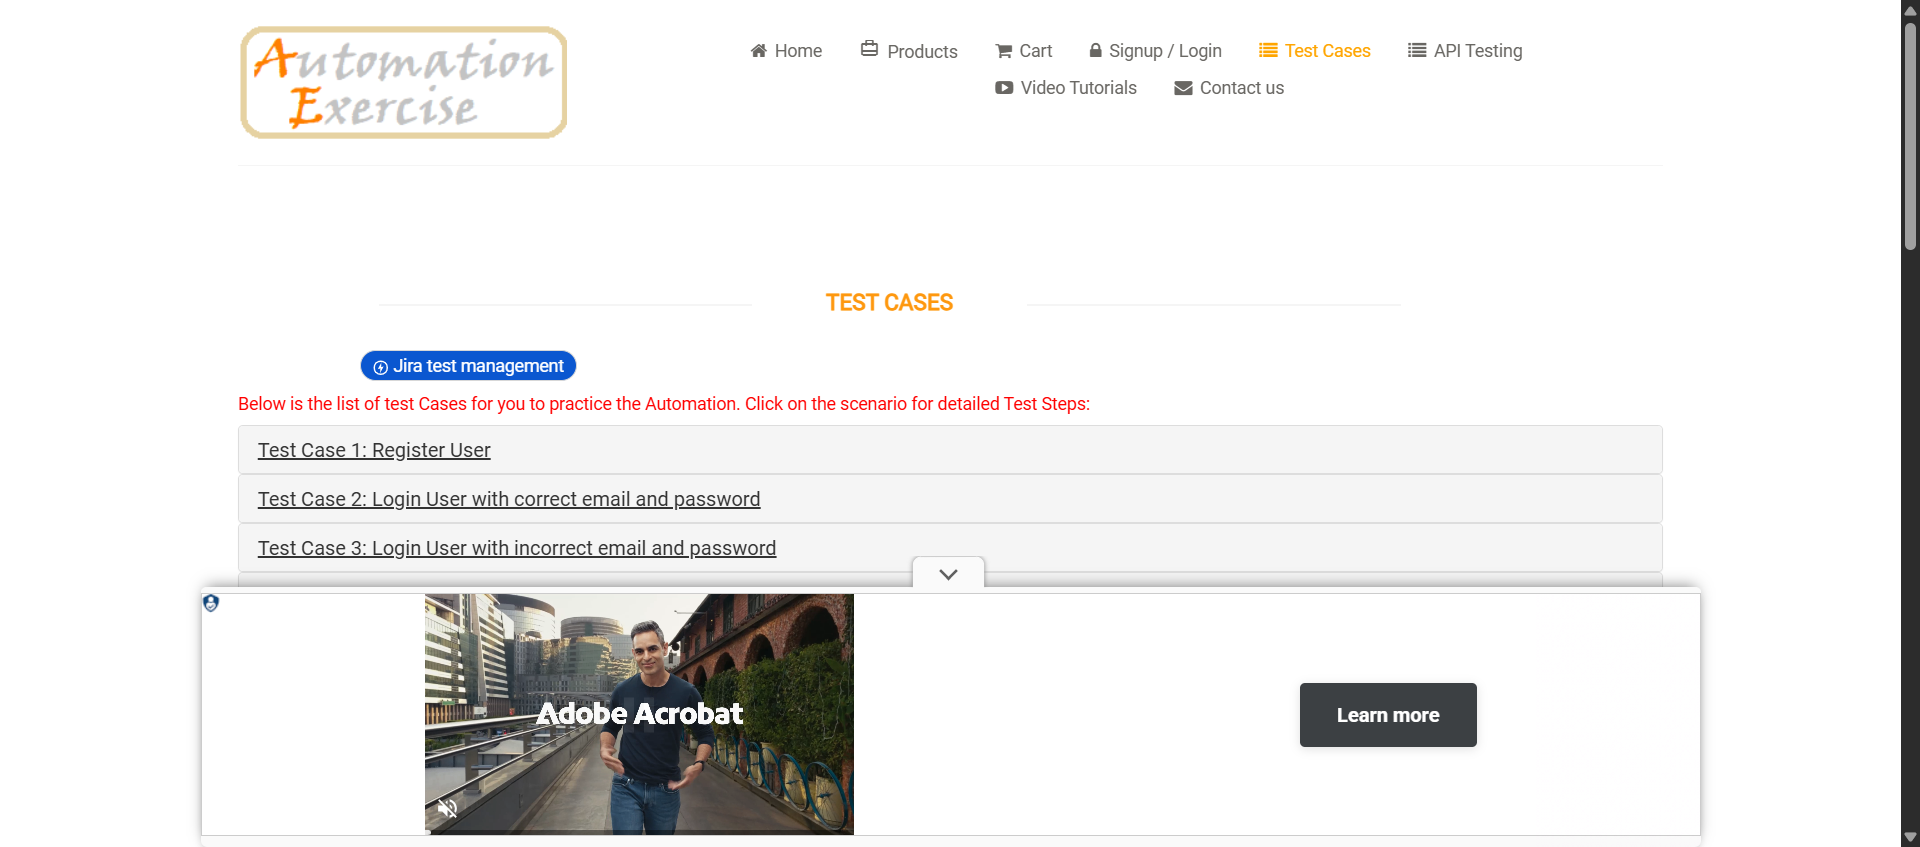 Automation
Exercise
Home
Products
Cart
Signup / Login
Test Cases
API Testing
Video Tutorials
Contact us
TEST CASES
Jira test management
Below is the list of test Cases for you to practice the Automation. Click on the scenario for detailed Test Steps:
Test Case 1: Register User
Test Case 2: Login User with correct email and password
Test Case 3: Login User with incorrect email and password
Adobe Acrobat
Learn more